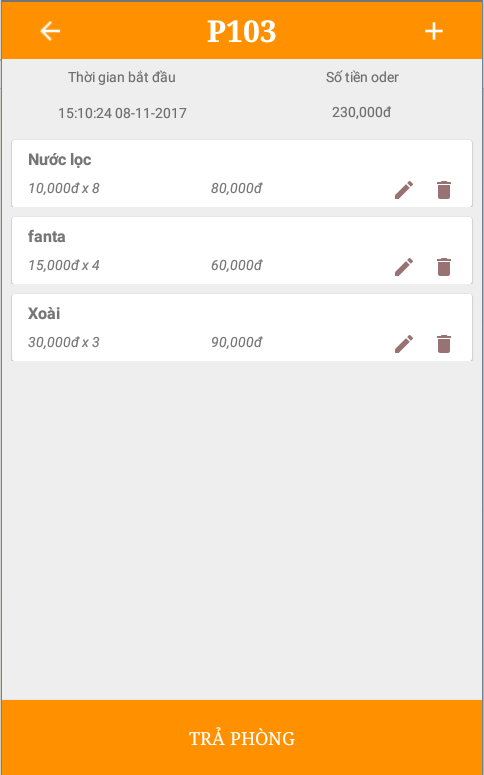 P103
Thời gian bắt đầu Số tiền oder
15:10:24 08-11-2017 230,000đ
Nước lọc
10,000đ x 8 80,000đ
fanta
15,000đ x 4 60,000đ
Xoài
30,000đ x 3 90,000đ
TRẢ PHÒNG